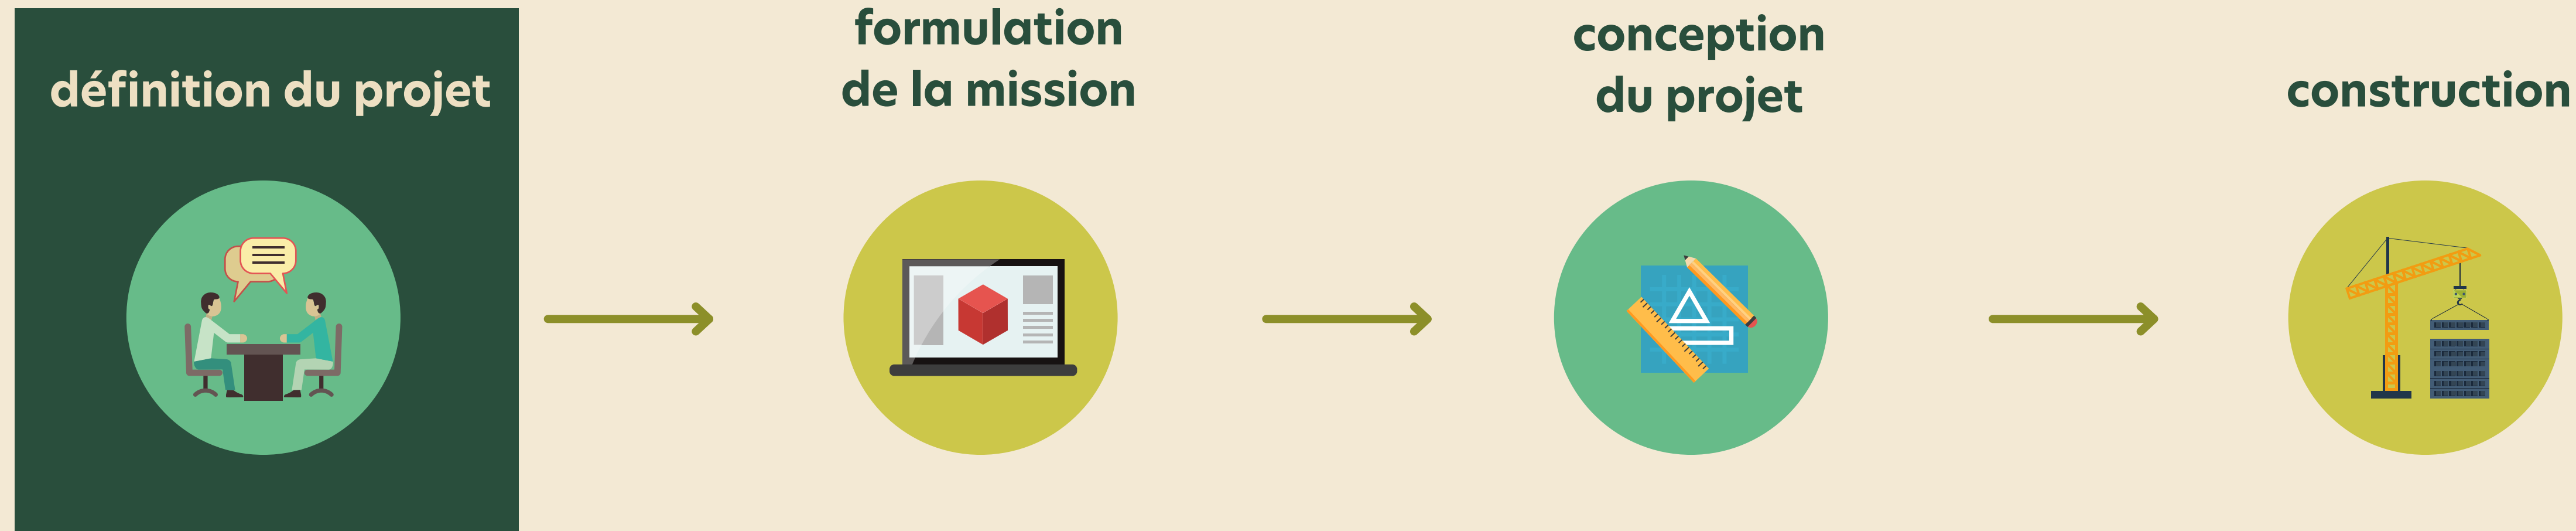 définition du projet
formulation
de la mission
conception
du projet
construction